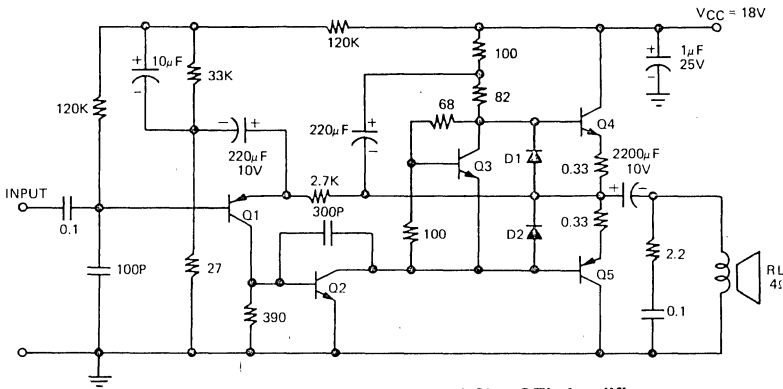 VCC = 18V
120K
10μF
33K
100
1μF
25V
120K
68
82
Q4
220μF
10V
220μF
Q3
D1
0.33
2200μF
10V
INPUT
0.1
Q1
2.7K
300P
0.33
100P
27
100
D2
2.2
Q2
Q5
RL
390
0.1